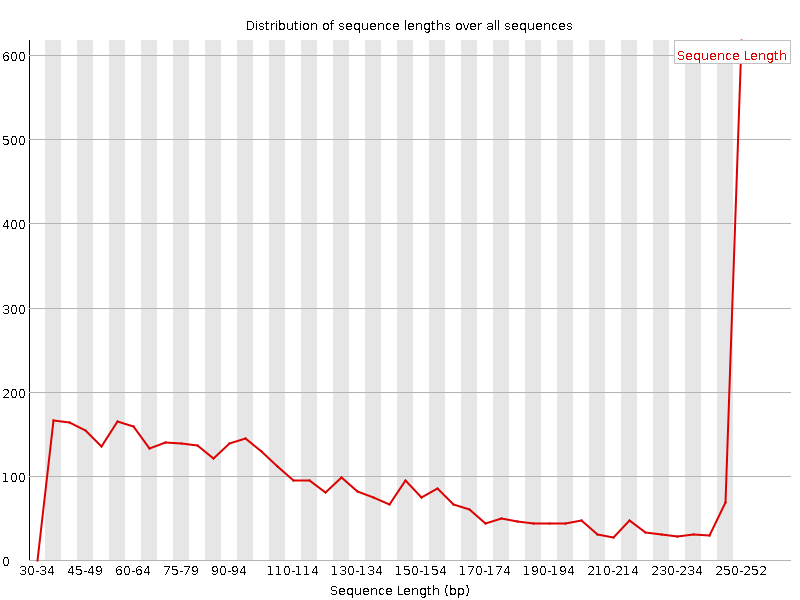 Distribution of sequence lengths over all sequences
Sequence Length
600
500
400
300
200
100
0
30-34 45-49 60-64 75-79 90-94 110-114 130-134 150-154 170-174 190-194 210-214 230-234 250-252
Sequence Length (bp)